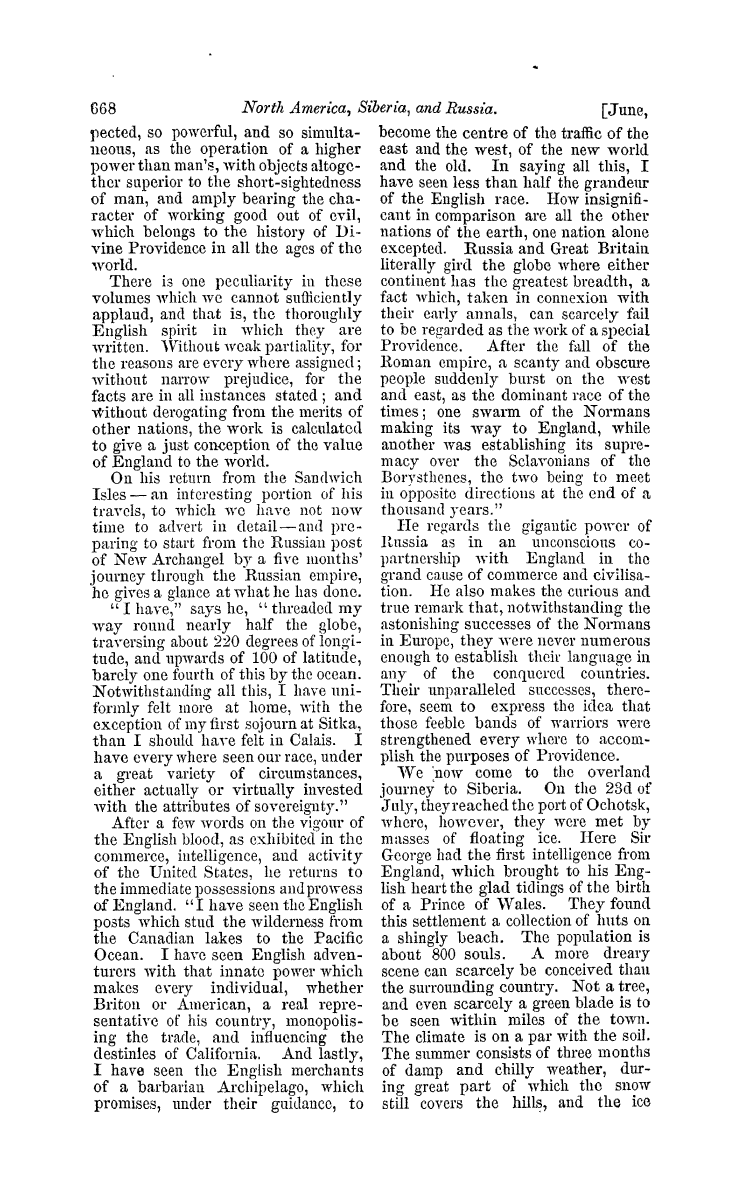 668 North America, Siberia, and Russia. [June,
pected, so powerful, and so simulta-
neous, as the operation of a higher
power than man's, with objects altoge-
ther superior to the short-sightedness
of man, and amply bearing the cha-
racter of working good out of evil,
which belongs to the history of Di-
vine Providence in all the ages of the
world.
There is one peculiarity in these
volumes which we cannot sufficiently
applaud, and that is, the thoroughly
English spirit in which they are
written. Without weak partiality, for
the reasons are every where assigned;
without narrow prejudice, for the
facts are in all instances stated; and
without derogating from the merits of
other nations, the work is calculated
to give a just conception of the value
of England to the world.
On his return from the Sandwich
Isles—an interesting portion of his
travels, to which we have not now
time to advert in detail—and pre-
paring to start from the Russian post
of New Archangel by a five months'
journey through the Russian empire,
he gives a glance at what he has done.
"I have," says he, "threaded my
way round nearly half the globe,
traversing about 220 degrees of longi-
tude, and upwards of 100 of latitude,
barely one fourth of this by the ocean.
Notwithstanding all this, I have uni-
formly felt more at home, with the
exception of my first sojourn at Sitka,
than I should have felt in Calais. I
have every where seen our race, under
a great variety of circumstances,
either actually or virtually invested
with the attributes of sovereignty."
After a few words on the vigour of
the English blood, as exhibited in the
commerce, intelligence, and activity
of the United States, he returns to
the immediate possessions and prowess
of England. "I have seen the English
posts which stud the wilderness from
the Canadian lakes to the Pacific
Ocean. I have seen English adven-
turers with that innate power which
makes every individual, whether
Briton or American, a real repre-
sentative of his country, monopolis-
ing the trade, and influencing the
destinies of California. And lastly,
I have seen the English merchants
of a barbarian Archipelago, which
promises, under their guidance, to
become the centre of the traffic of the
east and the west, of the new world
and the old. In saying all this, I
have seen less than half the grandeur
of the English race. How insignifi-
cant in comparison are all the other
nations of the earth, one nation alone
excepted. Russia and Great Britain
literally gird the globe where either
continent has the greatest breadth, a
fact which, taken in connexion with
their early annals, can scarcely fail
to be regarded as the work of a special
Providence. After the fall of the
Roman empire, a scanty and obscure
people suddenly burst on the west
and east, as the dominant race of the
times; one swarm of the Normans
making its way to England, while
another was establishing its supre-
macy over the Sclavonians of the
Borysthenes, the two being to meet
in opposite directions at the end of a
thousand years."
He regards the gigantic power of
Russia as in an unconscious co-
partnership with England in the
grand cause of commerce and civilisa-
tion. He also makes the curious and
true remark that, notwithstanding the
astonishing successes of the Normans
in Europe, they were never numerous
enough to establish their language in
any of the conquered countries.
Their unparalleled successes, there-
fore, seem to express the idea that
those feeble bands of warriors were
strengthened every where to accom-
plish the purposes of Providence.
We now come to the overland
journey to Siberia. On the 23d of
July, they reached the port of Ochotsk,
where, however, they were met by
masses of floating ice. Here Sir
George had the first intelligence from
England, which brought to his Eng-
lish heart the glad tidings of the birth
of a Prince of Wales. They found
this settlement a collection of huts on
a shingly beach. The population is
about 800 souls. A more dreary
scene can scarcely be conceived than
the surrounding country. Not a tree,
and even scarcely a green blade is to
be seen within miles of the town.
The climate is on a par with the soil.
The summer consists of three months
of damp and chilly weather, dur-
ing great part of which the snow
still covers the hills, and the ice